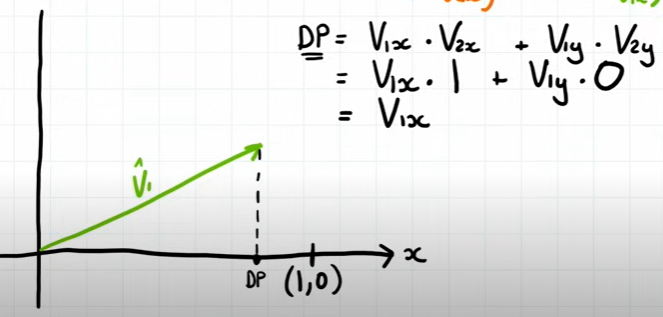 DP = V1x · V2x + V1y · V2y
= V1x · 1 + V1y · 0
= V1x
V̂1
x
DP (1,0)